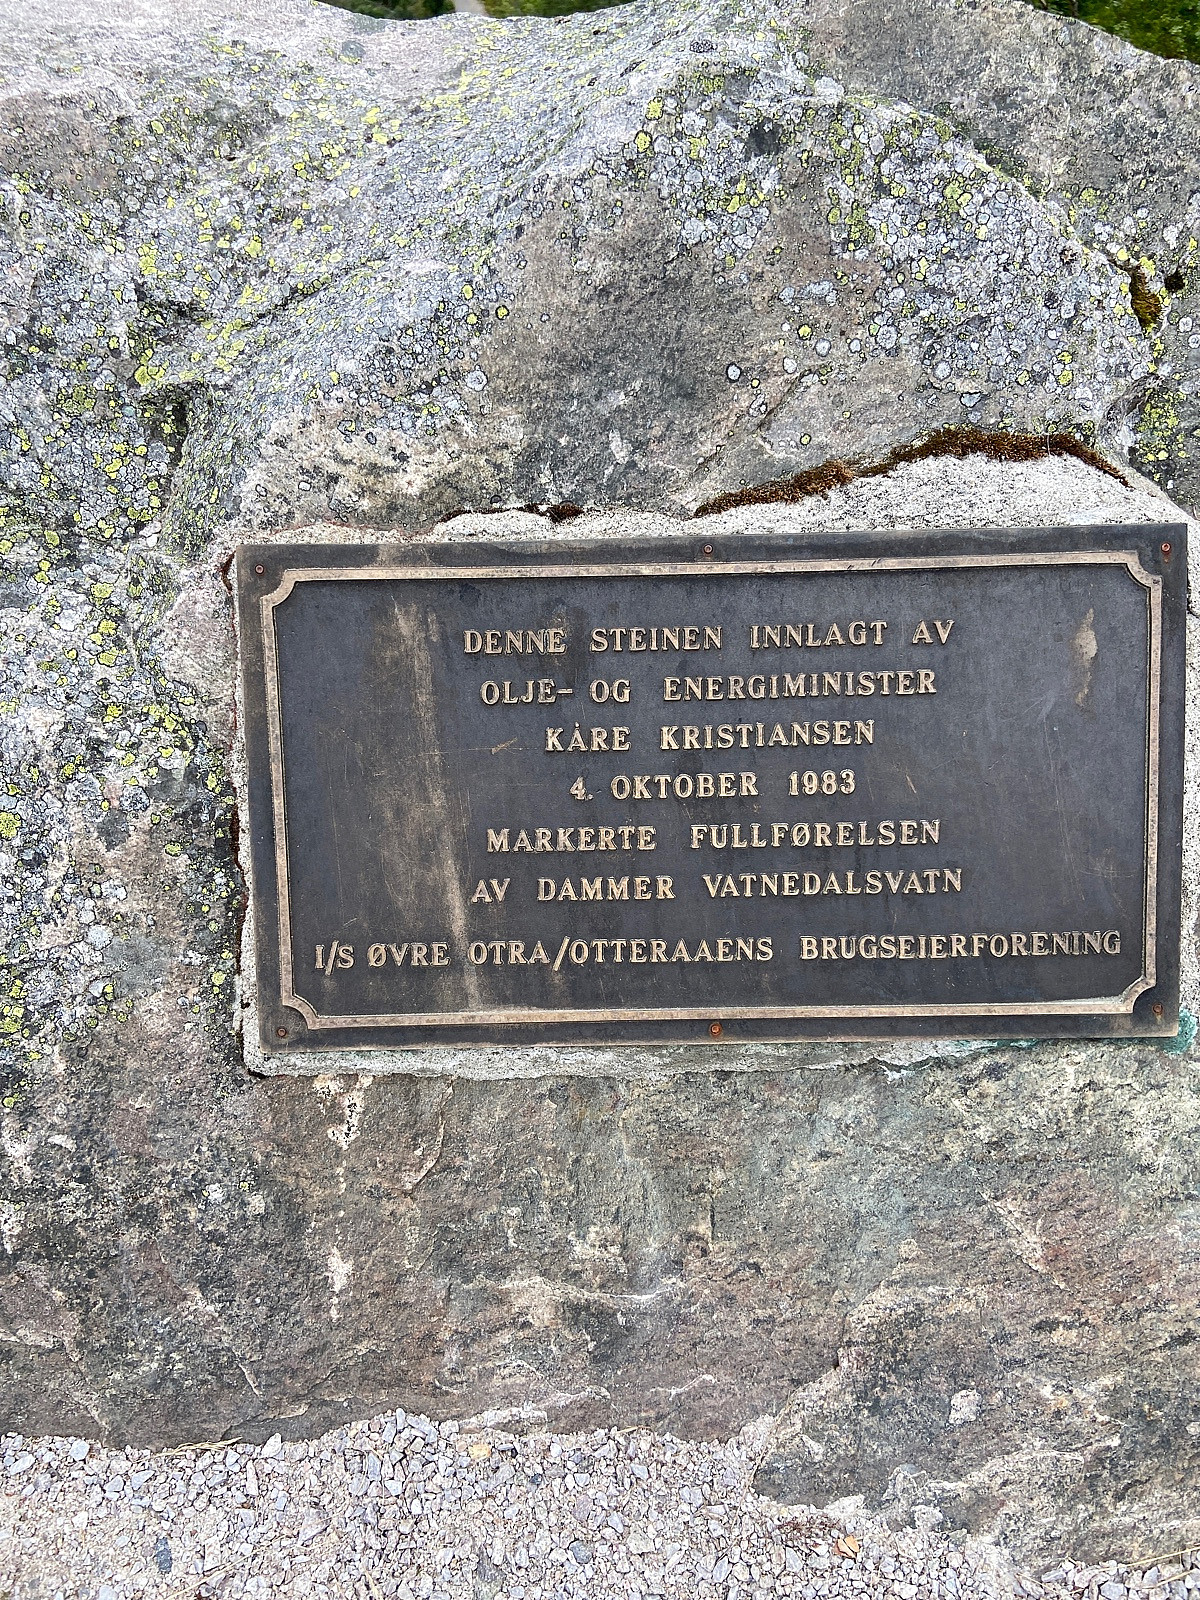 DENNE STEINEN INNLAGT AV
OLJE- OG ENERGIMINISTER
KÅRE KRISTIANSEN
4. OKTOBER 1983
MARKERTE FULLFØRELSEN
AV DAMMER VATNEDALSVATN
I/S ØVRE OTRA/OTTERAAENS BRUGSEIERFORENING